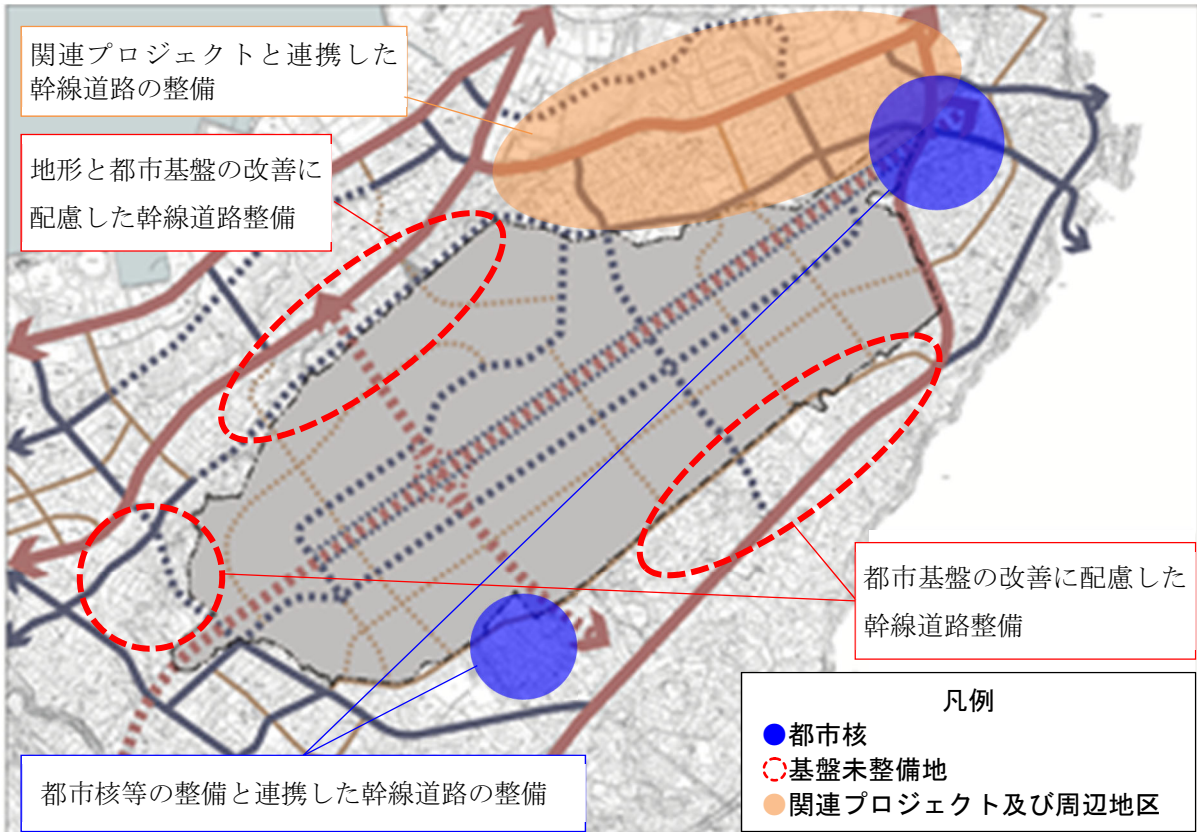 関連プロジェクトと連携した
幹線道路の整備
地形と都市基盤の改善に
配慮した幹線道路整備
都市基盤の改善に配慮した
幹線道路整備
都市核等の整備と連携した幹線道路の整備
凡例
都市核
基盤未整備地
関連プロジェクト及び周辺地区